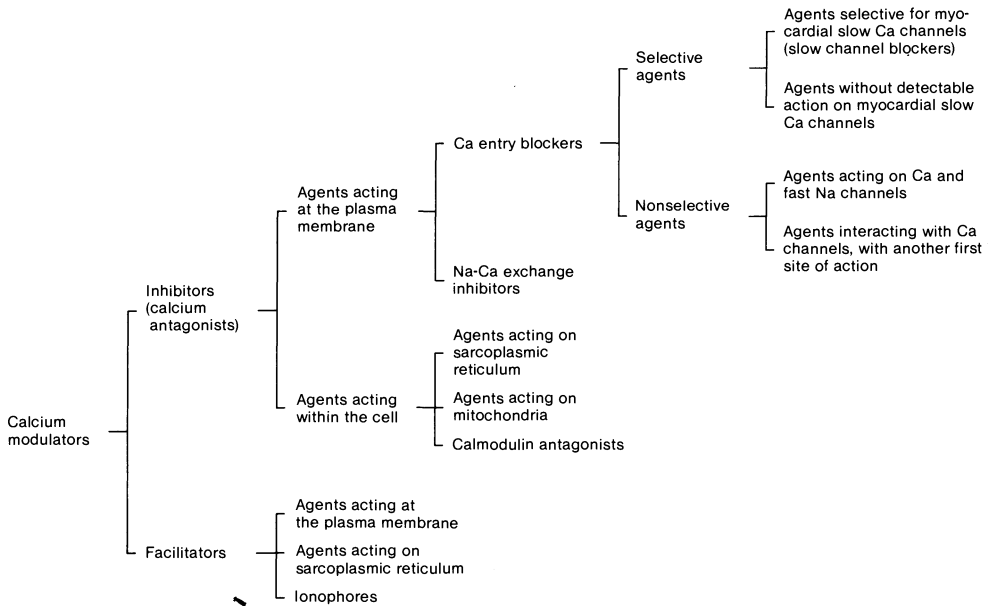 Agents selective for myo-
cardial slow Ca channels
(slow channel blockers)
Selective
agents
Agents without detectable
action on myocardial slow
Ca channels
Ca entry blockers
Agents acting
at the plasma
membrane
Agents acting on Ca and
fast Na channels
Nonselective
agents
Agents interacting with Ca
channels, with another first
site of action
Na-Ca exchange
inhibitors
Inhibitors
(calcium
antagonists)
Agents acting on
sarcoplasmic
reticulum
Agents acting
within the cell
Agents acting on
mitochondria
Calmodulin antagonists
Calcium
modulators
Agents acting at
the plasma membrane
Facilitators
Agents acting on
sarcoplasmic reticulum
Ionophores